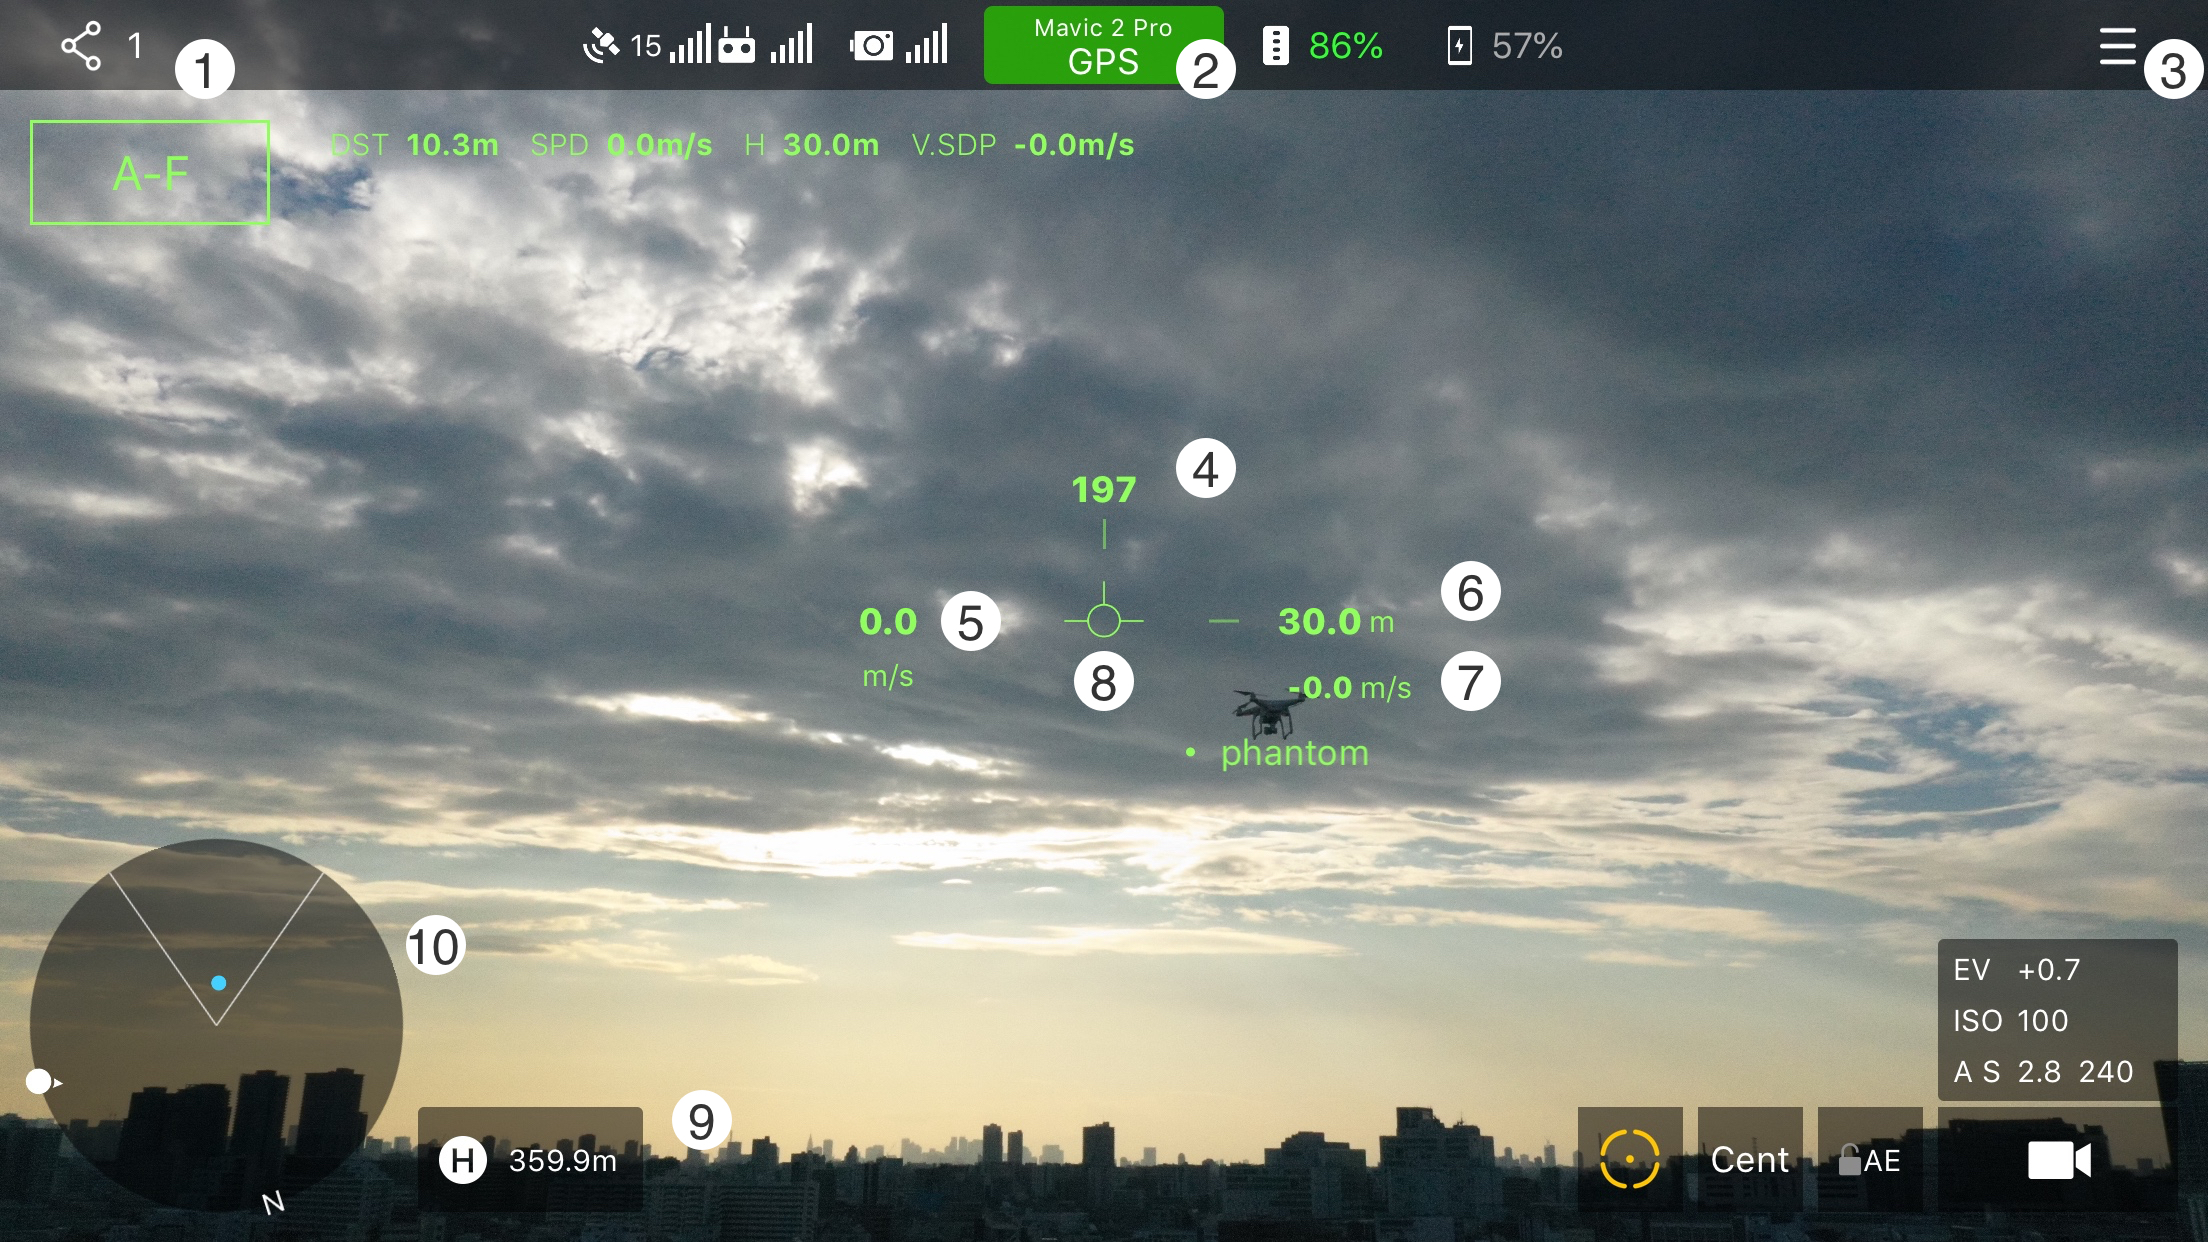 1
1
15
Mavic 2 Pro
GPS
2
86%
57%
3
A-F
DST 10.3m SPD 0.0m/s H 30.0m V.SDP -0.0m/s
197
4
0.0
m/s
5
8
30.0 m
6
-0.0 m/s
7
• phantom
10
N
H 359.9m
9
EV +0.7
ISO 100
A S 2.8 240
Cent
AE